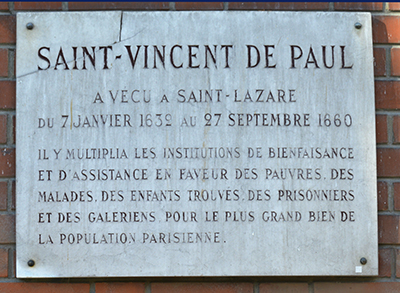 SAINT-VINCENT DE PAUL
A VECU A SAINT-LAZARE
DU 7 JANVIER 1632 AU 27 SEPTEMBRE 1660
IL Y MULTIPLIA LES INSTITUTIONS DE BIENFAISANCE
ET D'ASSISTANCE EN FAVEUR DES PAUVRES. DES
MALADES. DES ENFANTS TROUVÉS. DES PRISONNIERS
ET DES GALERIENS. POUR LE PLUS GRAND BIEN DE
LA POPULATION PARISIENNE.